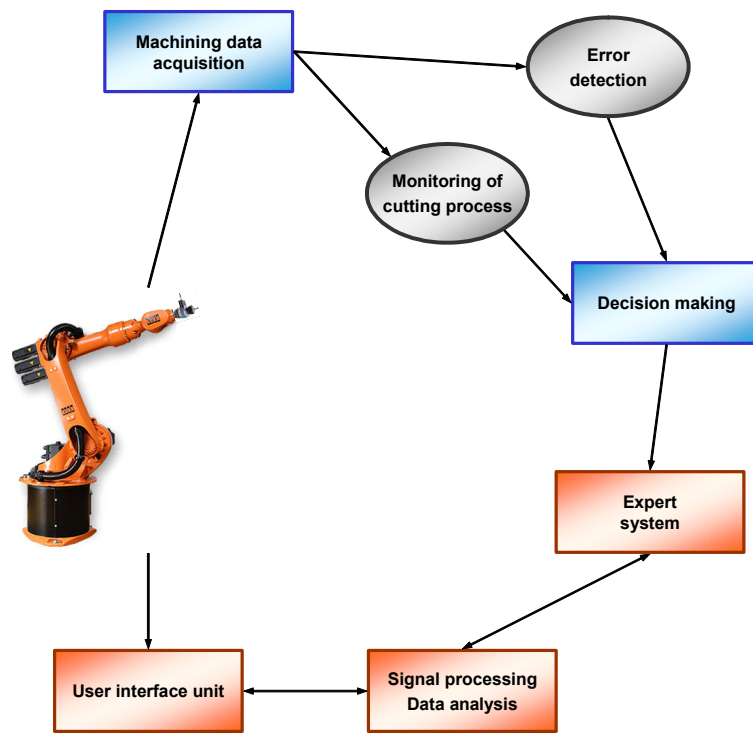 Machining data
acquisition
Error
detection
Monitoring of
cutting process
Decision making
Expert
system
Signal processing
Data analysis
User interface unit